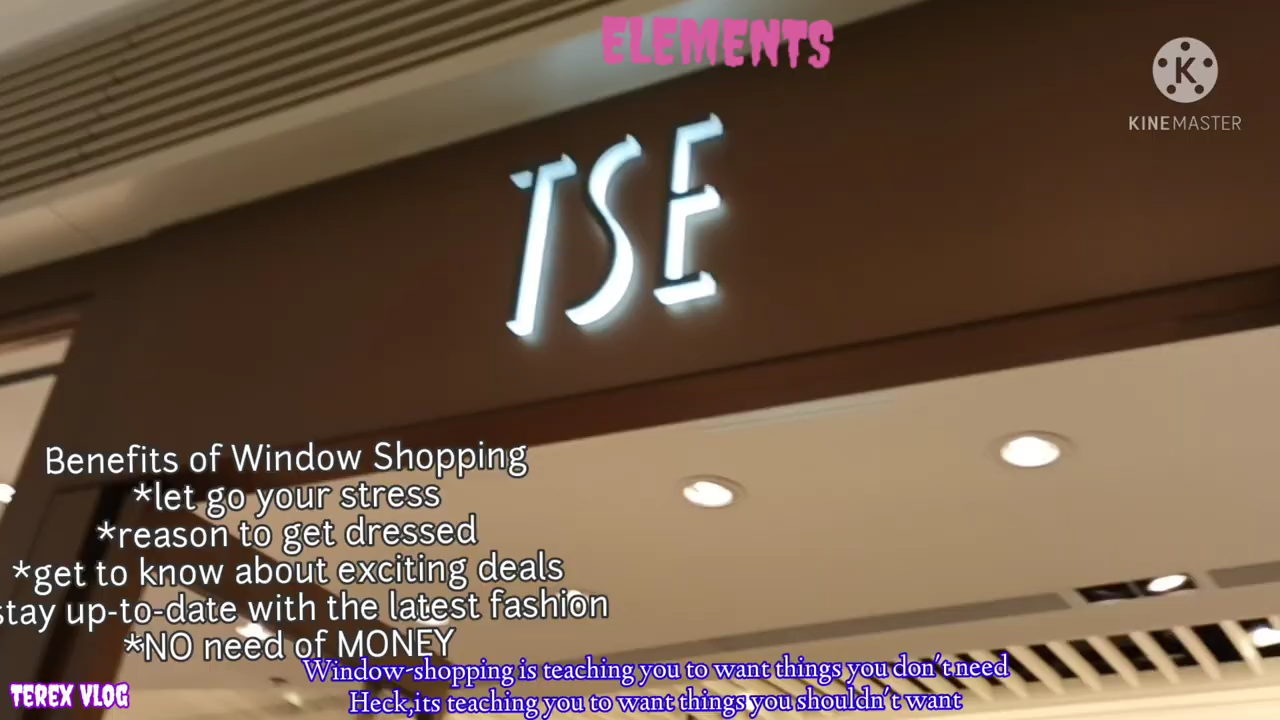 ELEMENTS
KINEMASTER
TSE
Benefits of Window Shopping
*let go your stress
*reason to get dressed
*get to know about exciting deals
stay up-to-date with the latest fashion
*NO need of MONEY
Window-shopping is teaching you to want things you don't need
Heck,its teaching you to want things you shouldn't want
TEREX VLOG